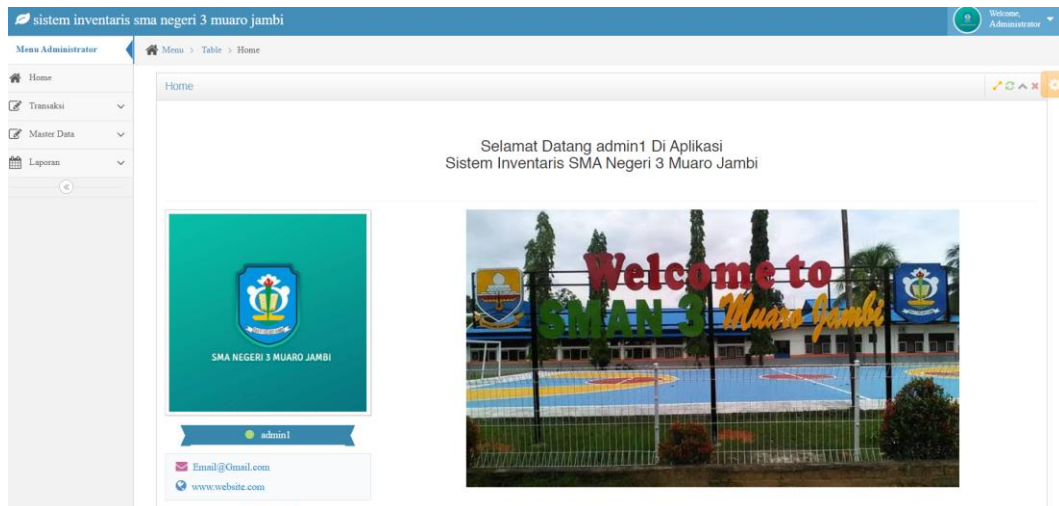 sistem inventaris sma negeri 3 muaro jambi
Welcome,
Administrator
Menu Administrator
Menu > Table > Home
Home
Transaksi
Master Data
Laporan
Home
Selamat Datang admin1 Di Aplikasi
Sistem Inventaris SMA Negeri 3 Muaro Jambi
SMA NEGERI 3 MUARO JAMBI
admin1
Email@Gmail.com
www.website.com
Welcome to
SMAN 3 Muaro Jambi